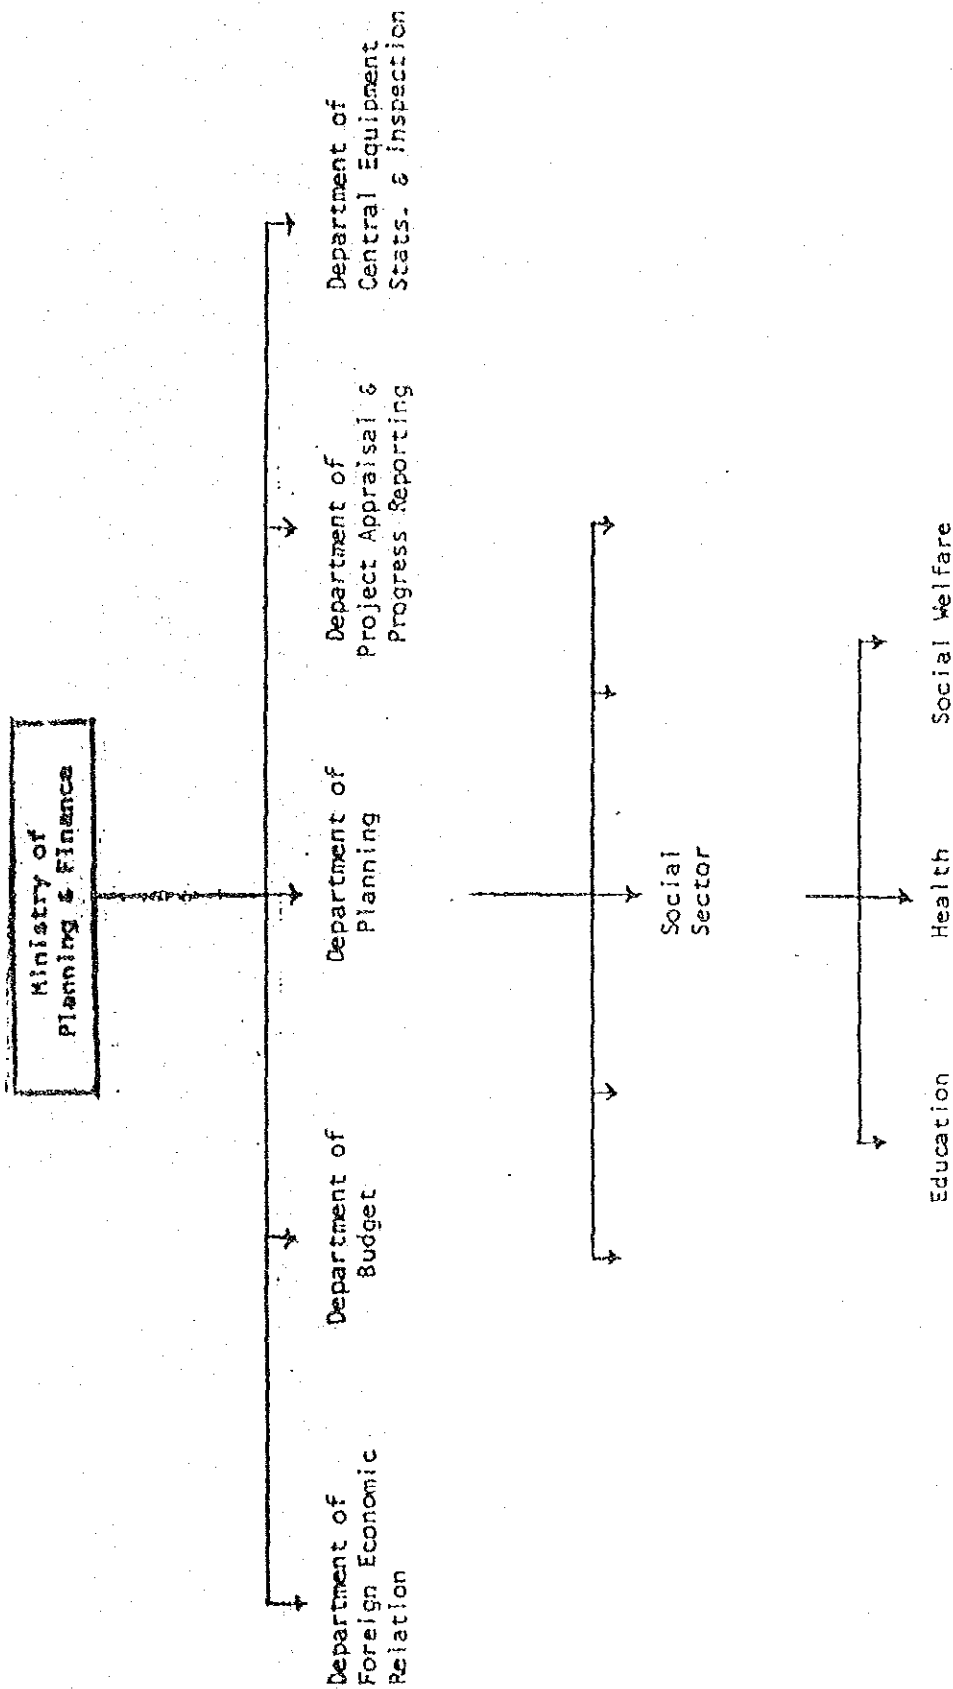 Ministry of
Planning & Finance
Department of
Foreign Economic
Relation
Department of
Budget
Department of
Planning
Department of
Project Appraisal &
Progress Reporting
Department of
Central Equipment
Stats. & Inspection
Social
Sector
Education
Health
Social Welfare